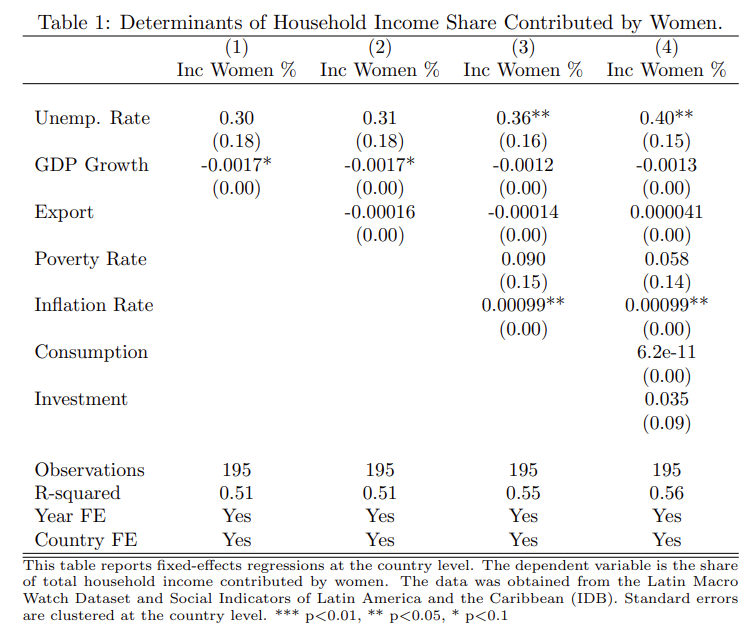 Table 1: Determinants of Household Income Share Contributed by Women.
(1) (2) (3) (4)
Inc Women % Inc Women % Inc Women % Inc Women %
Unemp. Rate 0.30 0.31 0.36** 0.40**
(0.18) (0.18) (0.16) (0.15)
GDP Growth -0.0017* -0.0017* -0.0012 -0.0013
(0.00) (0.00) (0.00) (0.00)
Export -0.00016 -0.00014 0.000041
(0.00) (0.00) (0.00)
Poverty Rate 0.090 0.058
(0.15) (0.14)
Inflation Rate 0.00099** 0.00099**
(0.00) (0.00)
Consumption 6.2e-11
(0.00)
Investment 0.035
(0.09)
Observations 195 195 195 195
R-squared 0.51 0.51 0.55 0.56
Year FE Yes Yes Yes Yes
Country FE Yes Yes Yes Yes
This table reports fixed-effects regressions at the country level. The dependent variable is the share
of total household income contributed by women. The data was obtained from the Latin Macro
Watch Dataset and Social Indicators of Latin America and the Caribbean (IDB). Standard errors
are clustered at the country level. *** p<0.01, ** p<0.05, * p<0.1